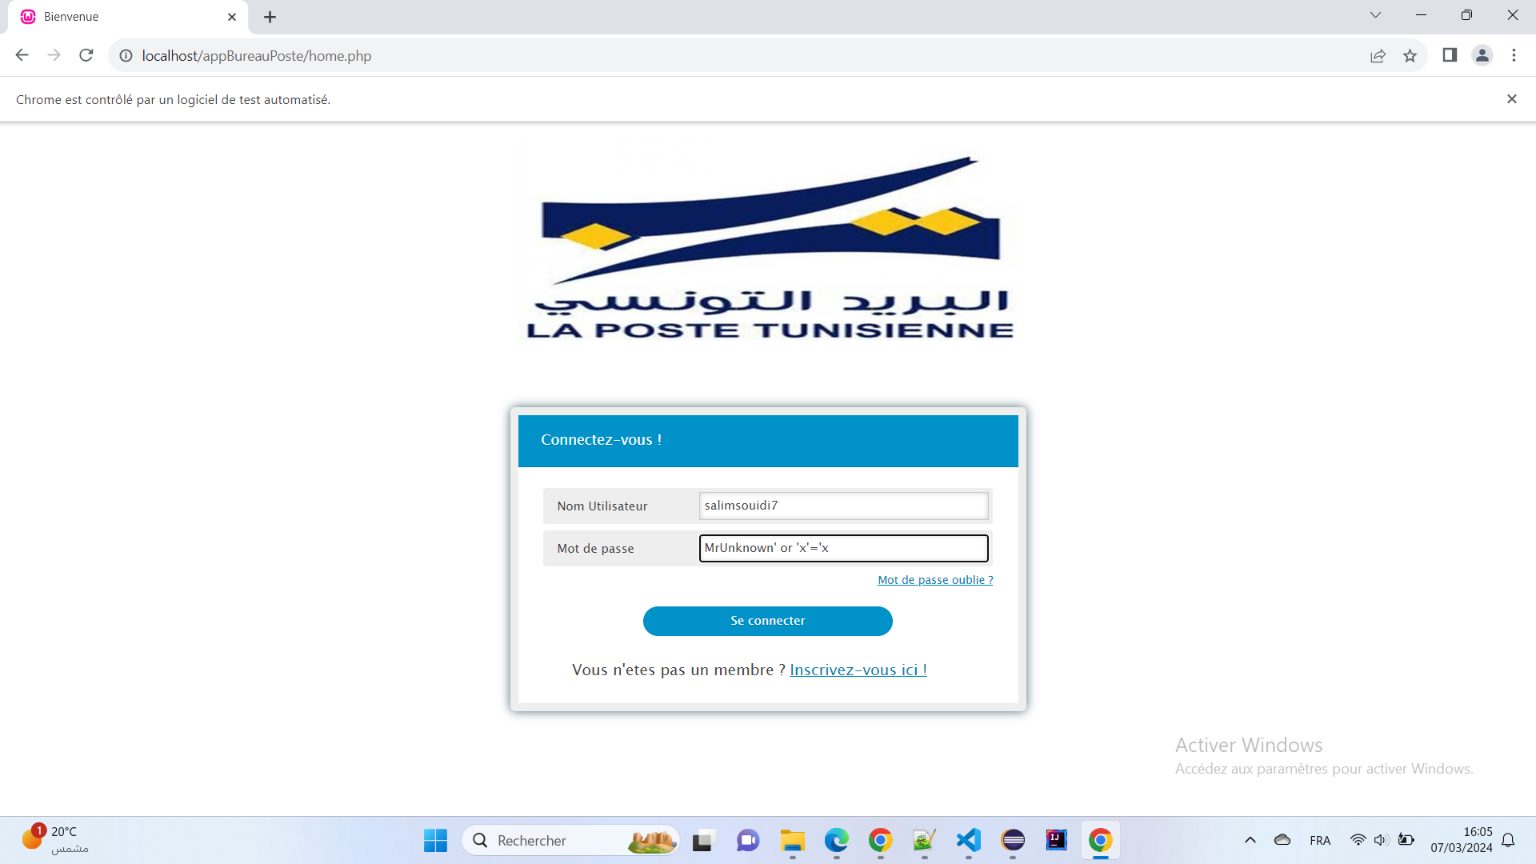 Bienvenue
localhost/appBureauPoste/home.php
Chrome est contrôlé par un logiciel de test automatisé.
البريد التونسي
LA POSTE TUNISIENNE
Connectez-vous !
Nom Utilisateur
salimsouidi7
Mot de passe
MrUnknown' or 'x'='x
Mot de passe oublie ?
Se connecter
Vous n'etes pas un membre ? Inscrivez-vous ici !
Activer Windows
Accédez aux paramètres pour activer Windows.
1
20°C
مشمس
Rechercher
IJ
FRA
16:05
07/03/2024